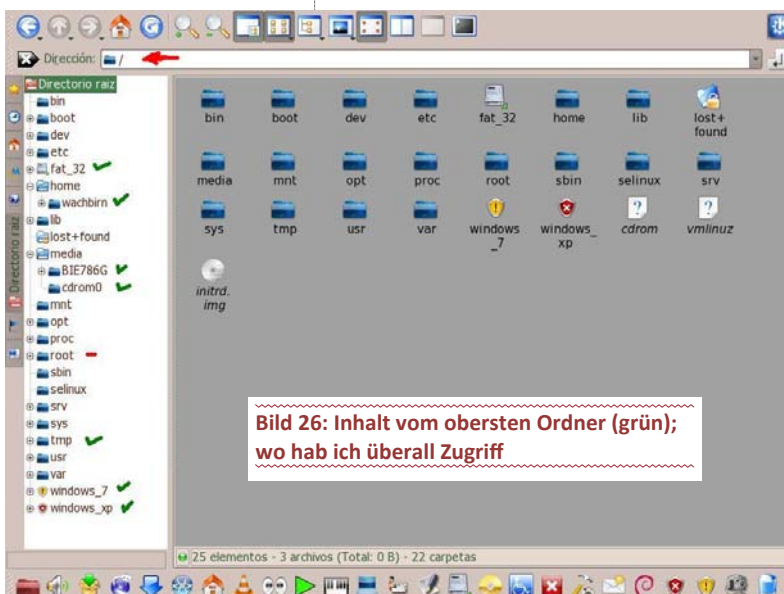 Dirección: /
Directorio raiz
Directorio raiz
bin
boot
dev
etc
fat_32
home
wachbirn
lib
lost+found
media
BIE786G
cdrom0
mnt
opt
proc
root
sbin
selinux
srv
sys
tmp
usr
var
windows_7
windows_xp
bin boot dev etc fat_32 home lib lost+
found
media mnt opt proc root sbin selinux srv
sys tmp usr var windows windows_ cdrom vmlinuz
_7 xp
initrd.
img
Bild 26: Inhalt vom obersten Ordner (grün);
wo hab ich überall Zugriff
25 elementos - 3 archivos (Total: 0 B) - 22 carpetas